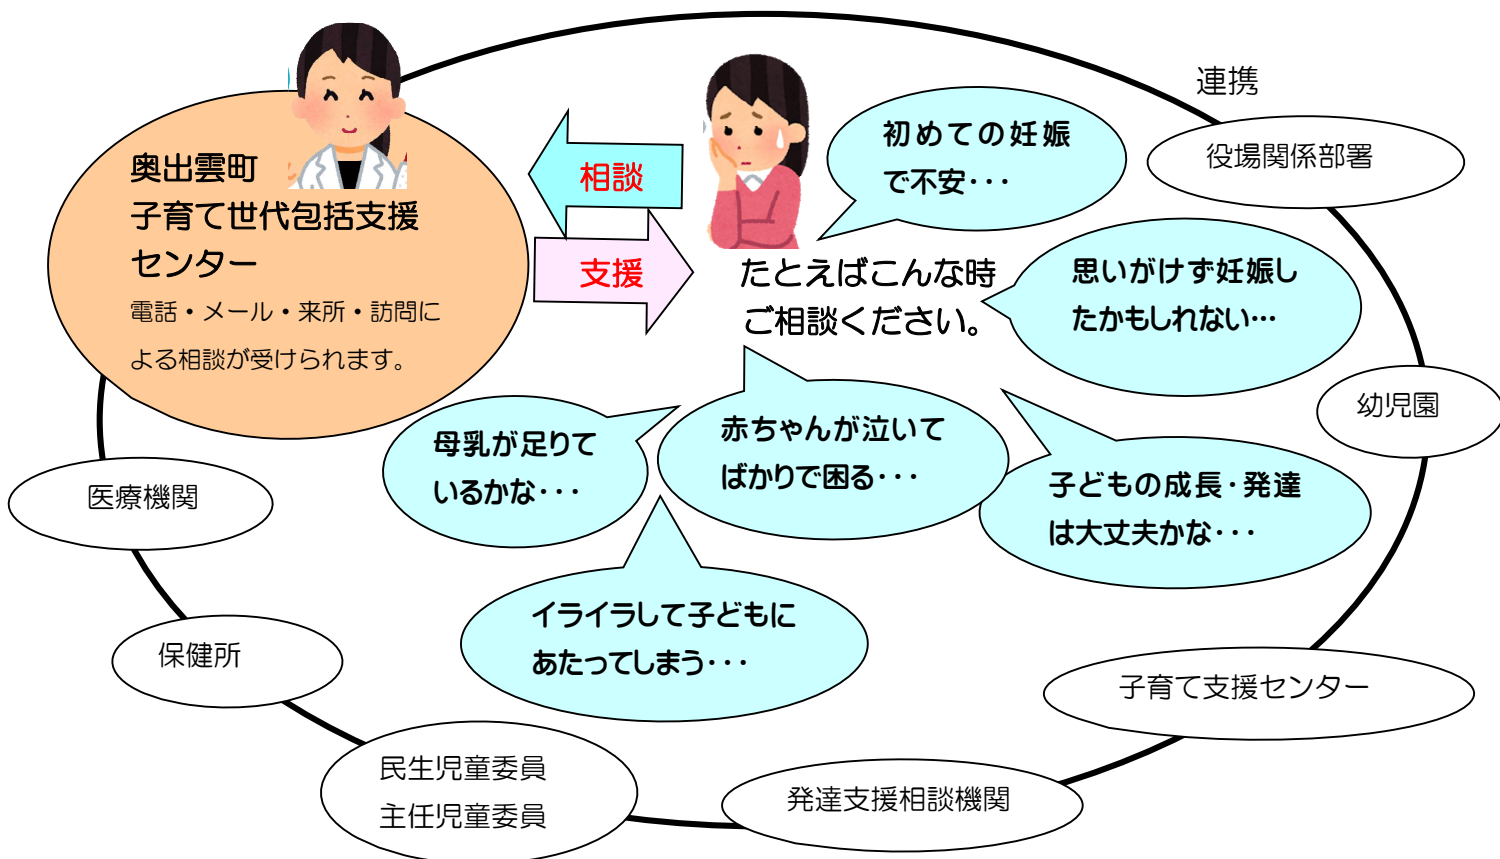 連携
奥出雲町
子育て世代包括支援
センター
電話・メール・来所・訪問に
よる相談が受けられます。
相談
支援
初めての妊娠
で不安・・・
役場関係部署
たとえばこんな時
ご相談ください。
思いがけず妊娠し
たかもしれない…
幼児園
母乳が足りて
いるかな・・・
赤ちゃんが泣いて
ばかりで困る・・・
子どもの成長・発達
は大丈夫かな・・・
医療機関
イライラして子どもに
あたってしまう・・・
保健所
子育て支援センター
民生児童委員
主任児童委員
発達支援相談機関